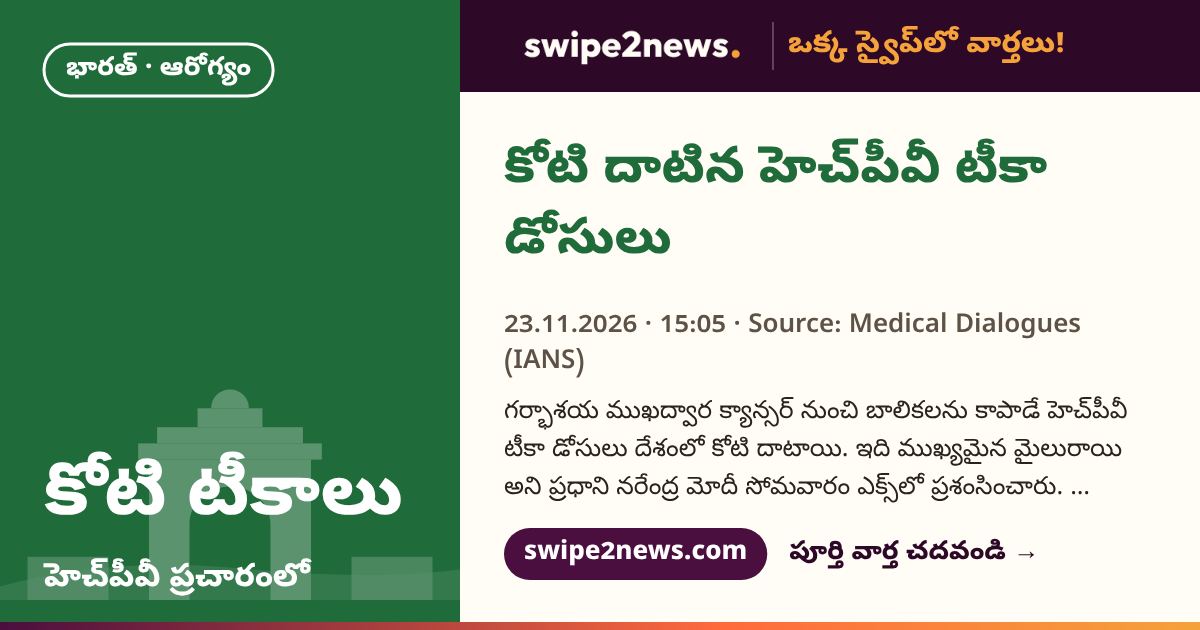 భారత్ · ఆరోగ్యం
కోటి టీకాలు
హెచ్‌పీవీ ప్రచారంలో
swipe2news.
ఒక్క స్వైప్‌లో వార్తలు!
కోటి దాటిన హెచ్‌పీవీ టీకా
డోసులు
23.11.2026 · 15:05 · Source: Medical Dialogues
(IANS)
గర్భాశయ ముఖద్వార క్యాన్సర్ నుంచి బాలికలను కాపాడే హెచ్‌పీవీ
టీకా డోసులు దేశంలో కోటి దాటాయి. ఇది ముఖ్యమైన మైలురాయి
అని ప్రధాని నరేంద్ర మోదీ సోమవారం ఎక్స్‌లో ప్రశంసించారు. ...
swipe2news.com
పూర్తి వార్త చదవండి →